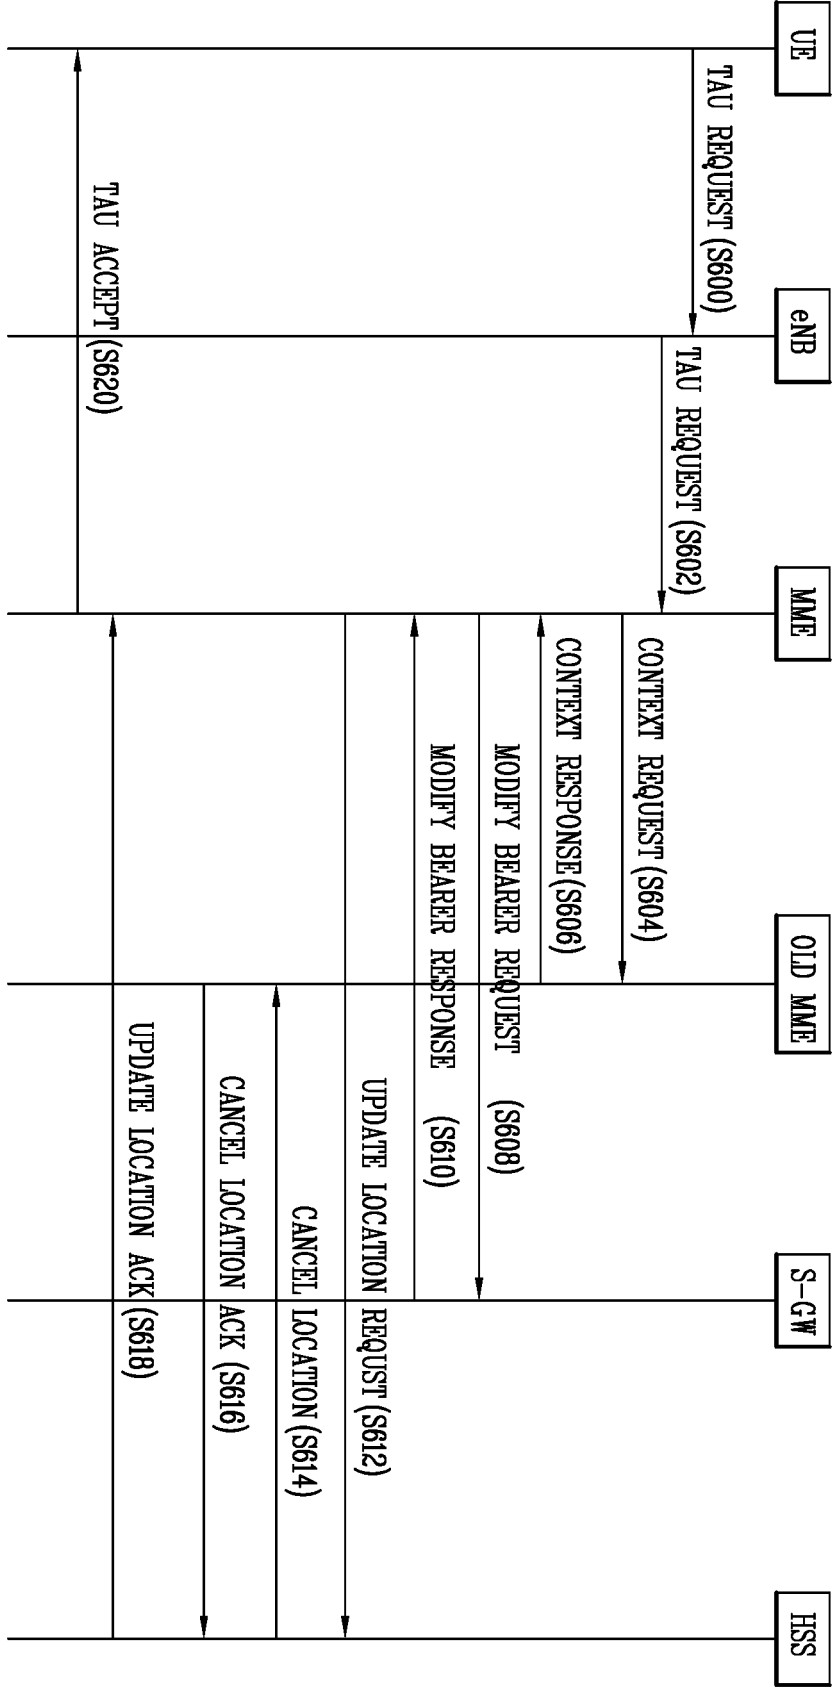 UE
eNB
MME
OLD MME
S-GW
HSS
TAU REQUEST (S600)
TAU REQUEST (S602)
CONTEXT REQUEST (S604)
CONTEXT RESPONSE (S606)
MODIFY BEARER REQUEST (S608)
MODIFY BEARER RESPONSE (S610)
UPDATE LOCATION REQUST (S612)
CANCEL LOCATION (S614)
CANCEL LOCATION ACK (S616)
UPDATE LOCATION ACK (S618)
TAU ACCEPT (S620)